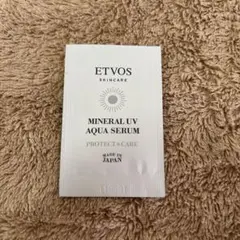 ETVOS
SKINCARE
MINERAL UV
AQUA SERUM
PROTECT & CARE
MADE IN
JAPAN